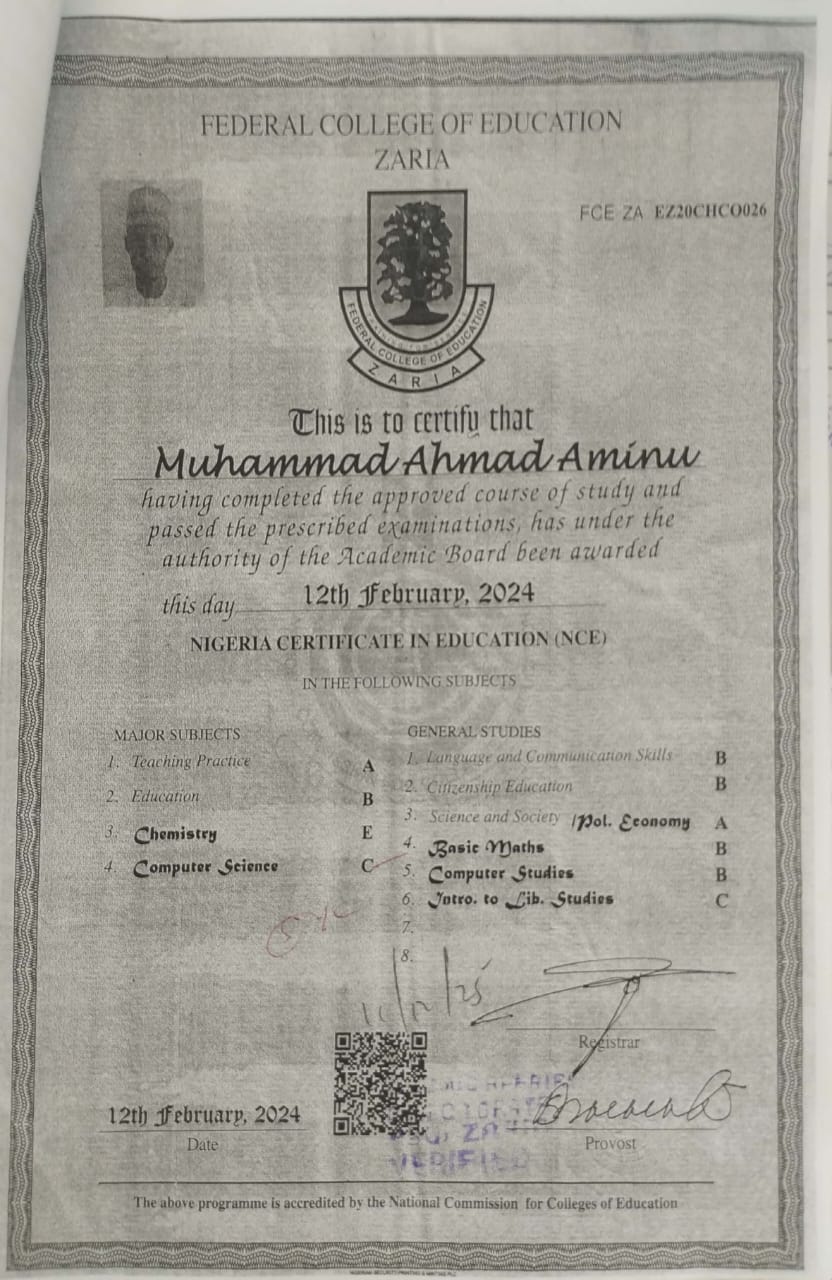 FEDERAL COLLEGE OF EDUCATION
ZARIA
FCE ZA EZ20CHCO026
FEDERAL COLLEGE OF EDUCATION
ZARIA
This is to certify that
Muhammad Ahmad Aminu
having completed the approved course of study and
passed the prescribed examinations, has under the
authority of the Academic Board been awarded
this day 12th February, 2024
NIGERIA CERTIFICATE IN EDUCATION (NCE)
IN THE FOLLOWING SUBJECTS
MAJOR SUBJECTS
1. Teaching Practice A
2. Education B
3. Chemistry E
4. Computer Science C
GENERAL STUDIES
1. Language and Communication Skills B
2. Citizenship Education B
3. Science and Society /Pol. Economy A
4. Basic Maths B
5. Computer Studies B
6. Intro. to Lib. Studies C
7.
8.
Registrar
12th February, 2024
Date
VERIFIED
Provost
The above programme is accredited by the National Commission for Colleges of Education